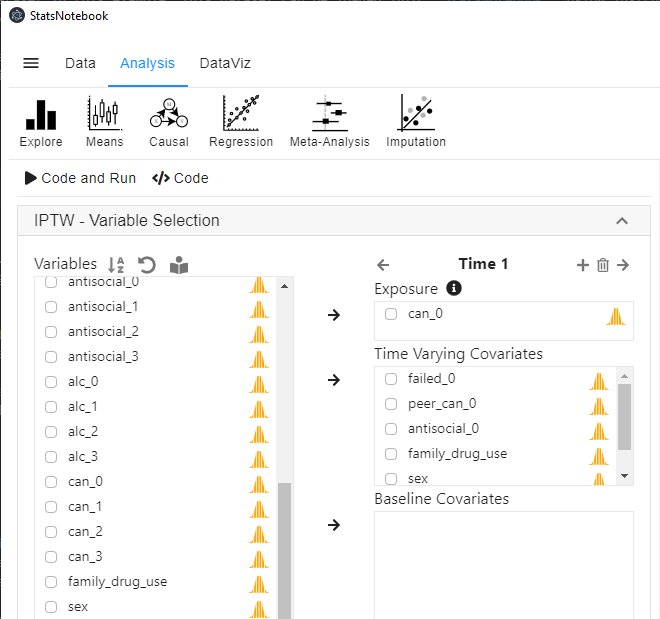 StatsNotebook
Data Analysis DataViz
Explore Means Causal Regression Meta-Analysis Imputation
Code and Run </> Code
IPTW - Variable Selection
Variables
antisocial_0
antisocial_1
antisocial_2
antisocial_3
alc_0
alc_1
alc_2
alc_3
can_0
can_1
can_2
can_3
family_drug_use
sex
Time 1
Exposure
can_0
Time Varying Covariates
failed_0
peer_can_0
antisocial_0
family_drug_use
sex
Baseline Covariates